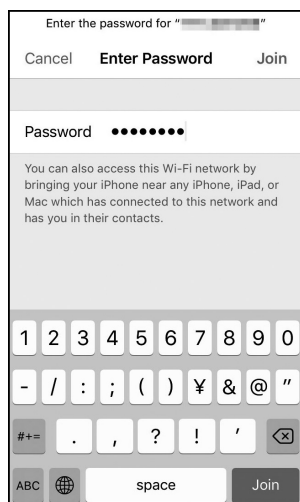 Enter the password for “ ”
Cancel Enter Password Join
Password ••••••••
You can also access this Wi-Fi network by
bringing your iPhone near any iPhone, iPad, or
Mac which has connected to this network and
has you in their contacts.
1 2 3 4 5 6 7 8 9 0
- / : ; ( ) ¥ & @ "
#+= . , ? ! ′
ABC space Join